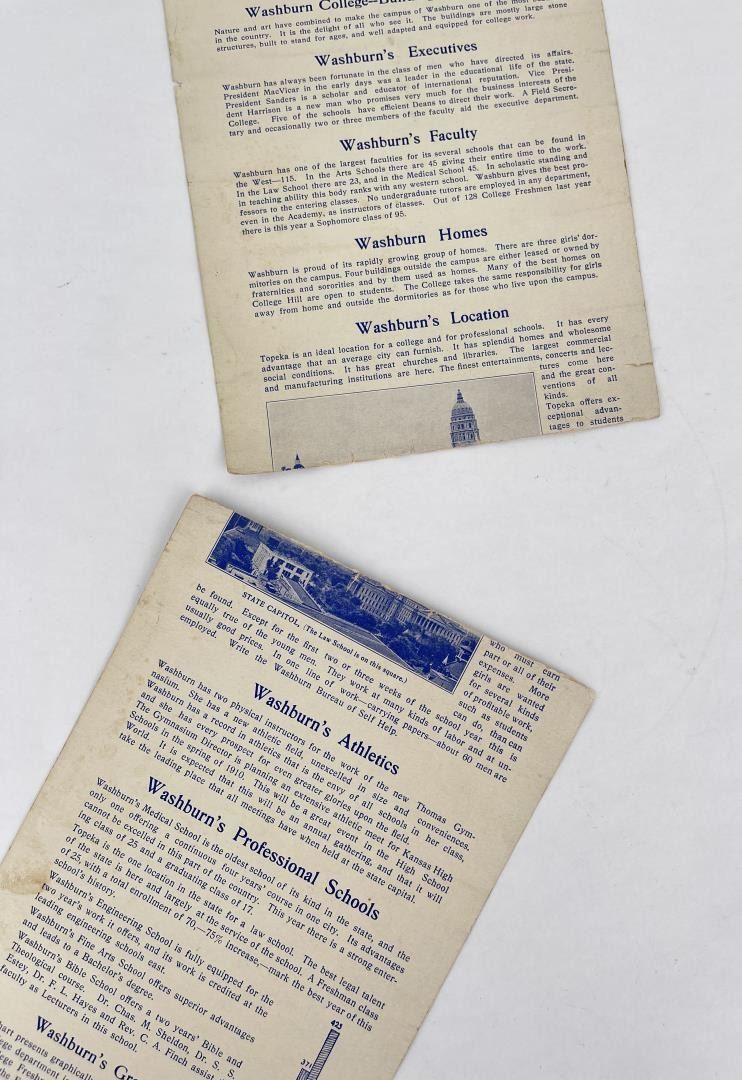 Washburn College—Buil
Nature and art have combined to make the campus of Washburn one of the most
in the country. It is the delight of all who see it. The buildings are mostly large stone
structures, built to stand for ages, and well adapted and equipped for college work.
Washburn's Executives
Washburn has always been fortunate in the class of men who have directed its affairs.
President MacVicar in the early days was a leader in the educational life of the state.
President Sanders is a scholar and educator of international reputation. Vice Presi-
dent Harrison is a new man who promises very much for the business interests of the
College. Five of the schools have efficient Deans to direct their work. A Field Secre-
tary and occasionally two or three members of the faculty aid the executive department.
Washburn's Faculty
Washburn has one of the largest faculties for its several schools that can be found in
the West—115. In the Arts Schools there are 45 giving their entire time to the work.
In the Law School there are 23, and in the Medical School 45. In scholastic standing and
in teaching ability this body ranks with any western school. Washburn gives the best pro-
fessors to the entering classes. No undergraduate tutors are employed in any department,
even in the Academy, as instructors of classes. Out of 128 College Freshmen last year
there is this year a Sophomore class of 95.
Washburn Homes
Washburn is proud of its rapidly growing group of homes. There are three girls' dor-
mitories on the campus. Four buildings outside the campus are either leased or owned by
fraternities and sororities and by them used as homes. Many of the best homes on
College Hill are open to students. The College takes the same responsibility for girls
away from home and outside the dormitories as for those who live upon the campus.
Washburn's Location
Topeka is an ideal location for a college and for professional schools. It has every
advantage that an average city can furnish. It has splendid homes and wholesome
social conditions. It has great churches and libraries. The largest commercial
and manufacturing institutions are here. The finest entertainments, concerts and lec-
tures come here
and the great con-
ventions of all
kinds.
Topeka offers ex-
ceptional advan-
tages to students
who must earn
part or all of their
expenses. More
girls are wanted
for several kinds
of profitable work,
such as students
can do, than can
STATE CAPITOL, (The Law School is on this square.)
be found. Except for the first two or three weeks of the school year this is
equally true of the young men. They work at many kinds of labor and at un-
usually good prices. In one line of work—carrying papers—about 60 men are
employed. Write the Washburn Bureau of Self Help.
Washburn's Athletics
Washburn has two physical instructors for the work of the new Thomas Gym-
nasium. She has a new athletic field, unexcelled in size and conveniences.
Washburn has a record in athletics that is the envy of all schools in her class,
and she has every prospect for even greater glories upon the field.
The Gymnasium Director is planning an extensive athletic meet for Kansas High
Schools in the spring of 1910. This will be a great event in the High School
World. It is expected that this will be an annual gathering, and that it will
take the leading place that all meetings have when held at the state capital.
Washburn's Professional Schools
Washburn's Medical School is the oldest school of its kind in the state, and the
only one offering a continuous four years' course in one city. Its advantages
cannot be excelled in this part of the country. This year there is a strong enter-
ing class of 25 and a graduating class of 17.
Topeka is the one location in the state for a law school. The best legal talent
of the state is here and largely at the service of the school. A Freshman class
of 25, with a total enrollment of 70,—75% increase,—mark the best year of this
school's history.
Washburn's Engineering School is fully equipped for the
two year's work it offers, and its work is credited at the
leading engineering schools east.
Washburn's Fine Arts School offers superior advantages
and leads to a Bachelor's degree.
Washburn's Bible School offers a two years' Bible and
Theological course. Dr. Chas. M. Sheldon, Dr. S. S.
Estey, Dr. F. L. Hayes and Rev. C. A. Finch assist
faculty as Lecturers in this school.
423
371
Washburn's Gr
hart presents graphically
ege department
ege Fresh